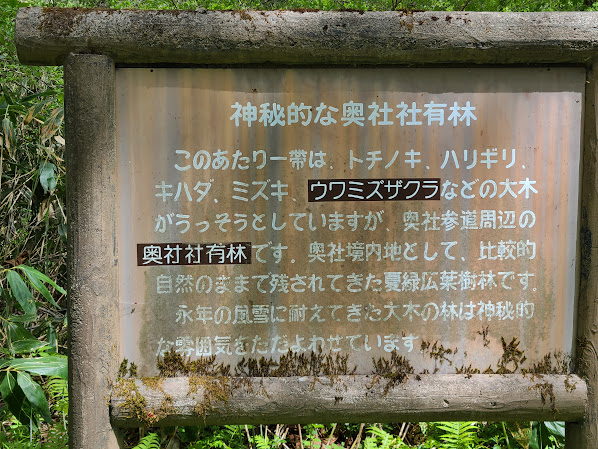 神秘的な奥社社有林
このあたり一帯は、トチノキ、ハリギリ、
キハダ、ミズキ、ウワミズザクラなどの大木
がうっそうとしていますが、奥社参道周辺の
奥社社有林です。奥社境内地として、比較的
自然のままで残されてきた夏緑広葉樹林です。
永年の風雪に耐えてきた大木の林は神秘的
な雰囲気をただよわせています。